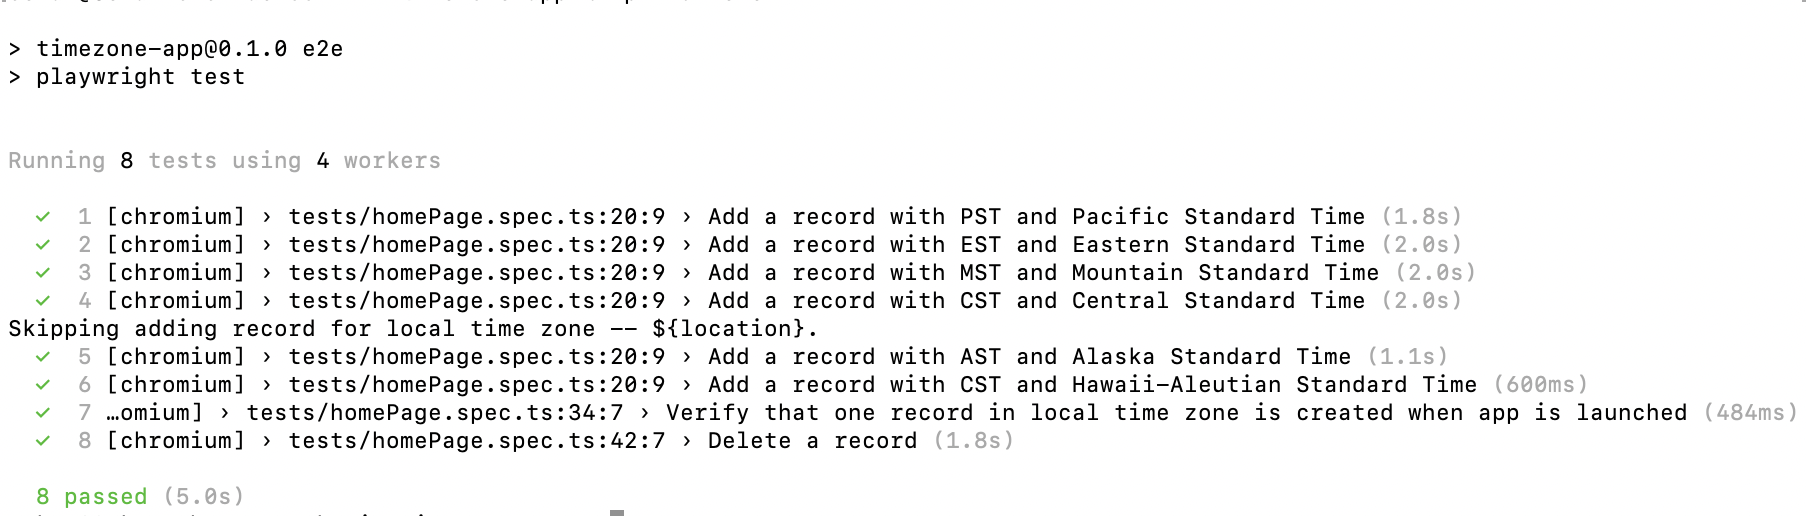 > timezone-app@0.1.0 e2e
> playwright test
Running 8 tests using 4 workers
✓ 1 [chromium] › tests/homePage.spec.ts:20:9 › Add a record with PST and Pacific Standard Time (1.8s)
✓ 2 [chromium] › tests/homePage.spec.ts:20:9 › Add a record with EST and Eastern Standard Time (2.0s)
✓ 3 [chromium] › tests/homePage.spec.ts:20:9 › Add a record with MST and Mountain Standard Time (2.0s)
✓ 4 [chromium] › tests/homePage.spec.ts:20:9 › Add a record with CST and Central Standard Time (2.0s)
Skipping adding record for local time zone -- ${location}.
✓ 5 [chromium] › tests/homePage.spec.ts:20:9 › Add a record with AST and Alaska Standard Time (1.1s)
✓ 6 [chromium] › tests/homePage.spec.ts:20:9 › Add a record with CST and Hawaii-Aleutian Standard Time (600ms)
✓ 7 …omium] › tests/homePage.spec.ts:34:7 › Verify that one record in local time zone is created when app is launched (484ms)
✓ 8 [chromium] › tests/homePage.spec.ts:42:7 › Delete a record (1.8s)
8 passed (5.0s)